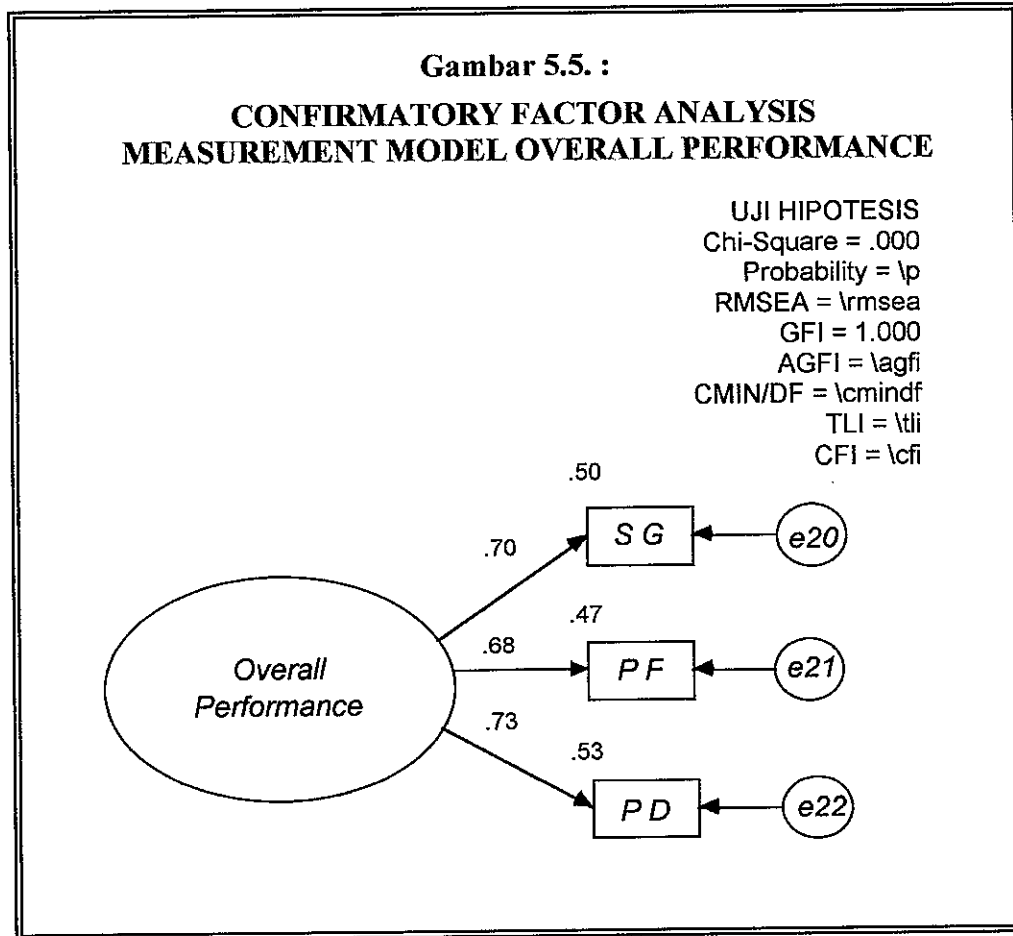 Gambar 5.5. :
CONFIRMATORY FACTOR ANALYSIS
MEASUREMENT MODEL OVERALL PERFORMANCE
UJI HIPOTESIS
Chi-Square = .000
Probability = \p
RMSEA = \rmsea
GFI = 1.000
AGFI = \agfi
CMIN/DF = \cmindf
TLI = \tli
CFI = \cfi
.50
S G
e20
.70
.47
.68
P F
e21
Overall
Performance
.73
.53
P D
e22